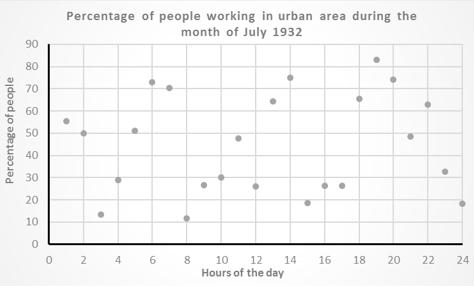 Percentage of people working in urban area during the
month of July 1932
Percentage of people
90
80
70
60
50
40
30
20
10
0
0 2 4 6 8 10 12 14 16 18 20 22 24
Hours of the day